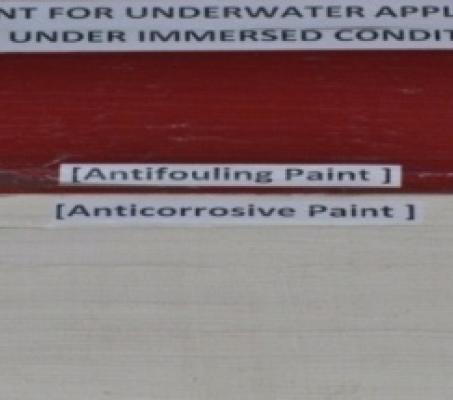 NT FOR UNDERWATER APPL
UNDER IMMERSED CONDIT
[Antifouling Paint ]
[Anticorrosive Paint ]